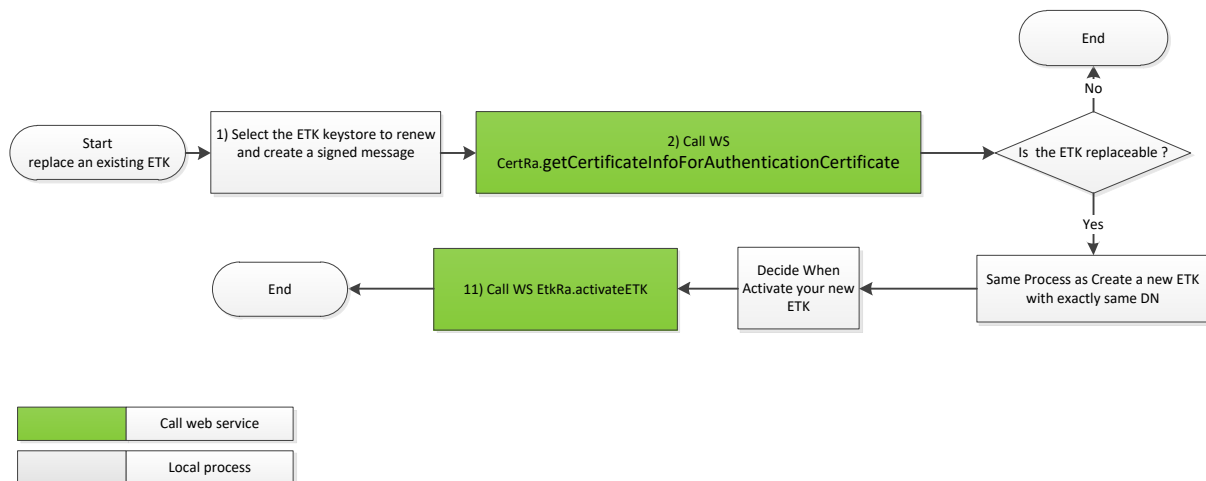 Start
replace an existing ETK
1) Select the ETK keystore to renew
and create a signed message
2) Call WS
CertRa.getCertificateInfoForAuthenticationCertificate
Is the ETK replaceable ?
No
End
Yes
Same Process as Create a new ETK
with exactly same DN
Decide When
Activate your new
ETK
11) Call WS EtkRa.activateETK
End
Call web service
Local process